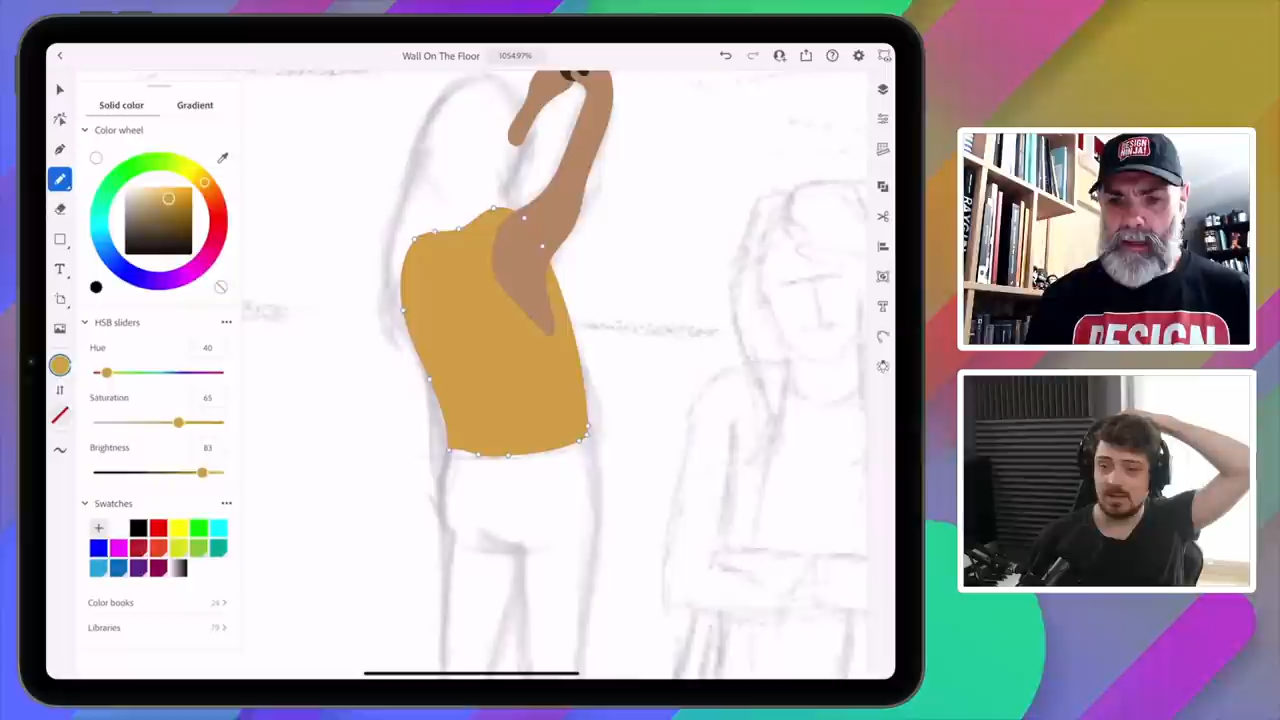 Wall On The Floor 1054.97%
Solid color Gradient
Color wheel
HSB sliders
Hue 40
Saturation 65
Brightness 83
Swatches
Color books 24
Libraries 79
DESIGN
NINJA!
DESIGN